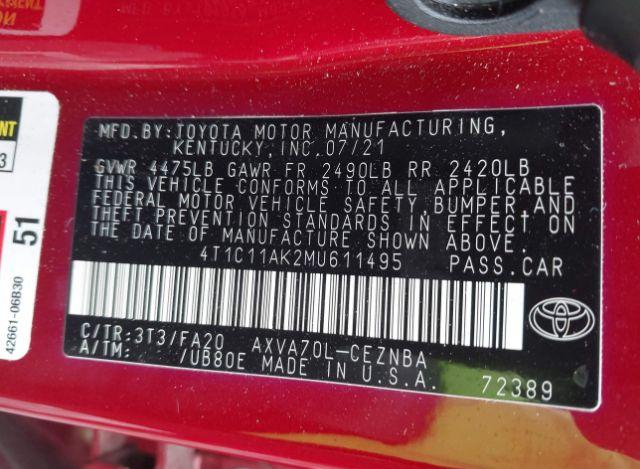 MFD.BY:TOYOTA MOTOR MANUFACTURING,
KENTUCKY,INC.07/21
GVWR 4475LB GAWR FR 2490LB RR 2420LB
THIS VEHICLE CONFORMS TO ALL APPLICABLE
FEDERAL MOTOR VEHICLE SAFETY,BUMPER,AND
THEFT PREVENTION STANDARDS IN EFFECT ON
THE DATE OF MANUFACTURE SHOWN ABOVE.
4T1C11AK2MU611495 PASS.CAR
C/TR:3T3/FA20 AXVA70L-CEZNBA
A/TM: /UB80E MADE IN U.S.A.
72389
51
42661-06B30